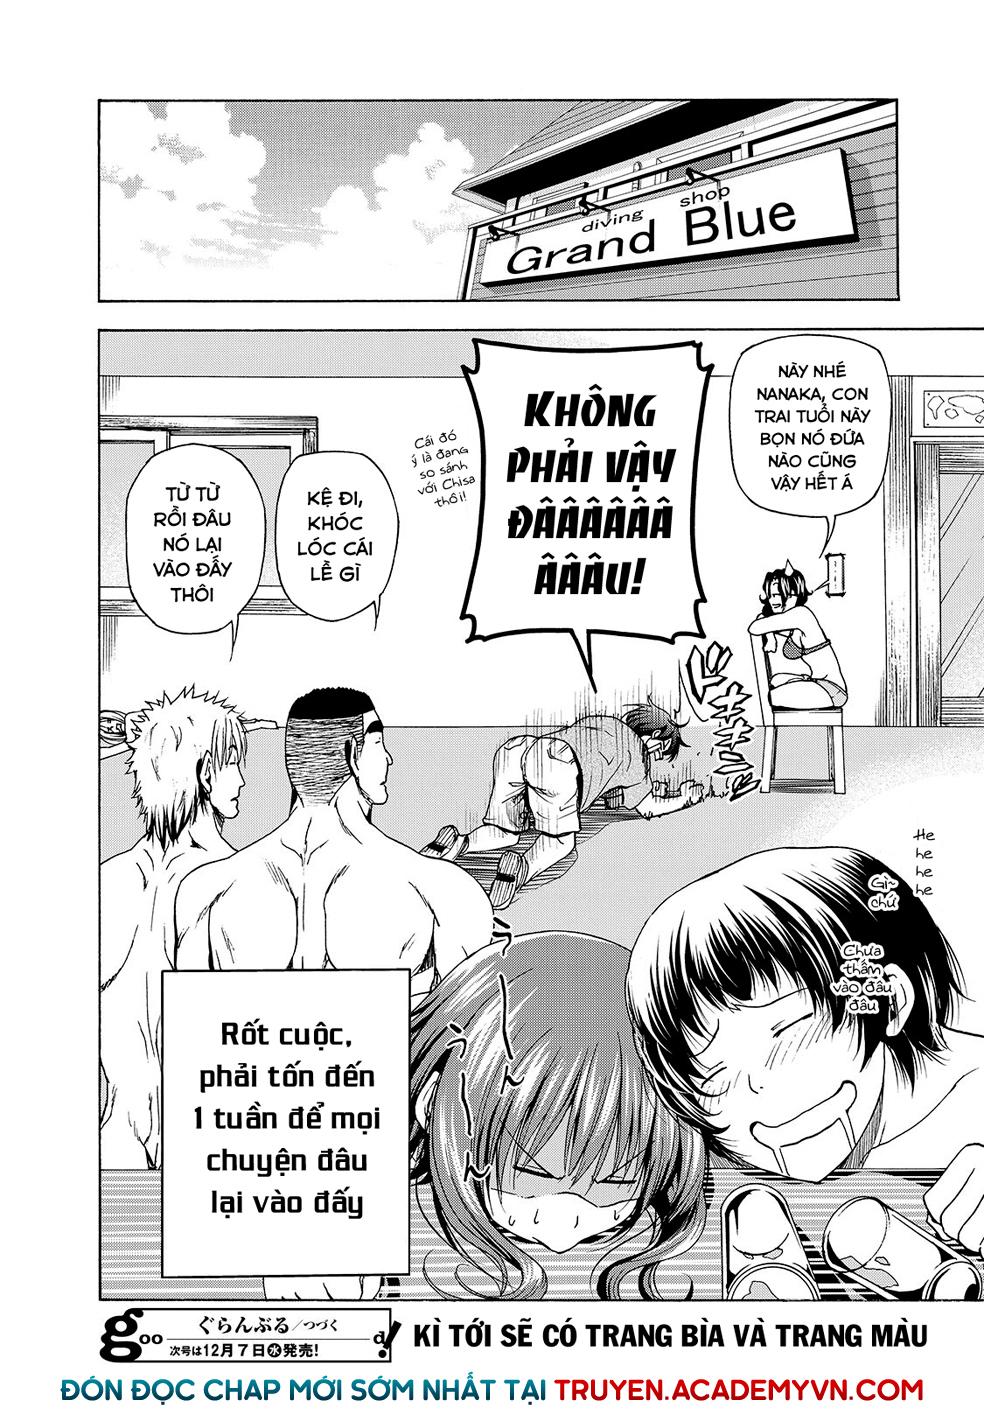 diving shop
Grand Blue
NÀY NHÉ
NANAKA, CON
TRAI TUỔI NÀY
BỌN NÓ ĐỨA
NÀO CŨNG
VẬY HẾT Á
KHÔNG
PHẢI VẬY
ĐÂÂÂÂÂÂ
ÂÂÂU!
Cái đó
ý là đang
so sánh
với Chisa
thôi!
KỆ ĐI,
KHÓC
LÓC CÁI
LỀ GÌ
TỪ TỪ
RỒI ĐÂU
NÓ LẠI
VÀO ĐẤY
THÔI
He
he
he
he
Gì~
chứ
Chưa
thấm
vào đâu
đâu
Rốt cuộc,
phải tốn đến
1 tuần để mọi
chuyện đâu
lại vào đấy
good!
ぐらんぶる/つづく
次号は12月7日㊌発売!
KÌ TỚI SẼ CÓ TRANG BÌA VÀ TRANG MÀU
ĐÓN ĐỌC CHAP MỚI SỚM NHẤT TẠI TRUYEN.ACADEMYVN.COM